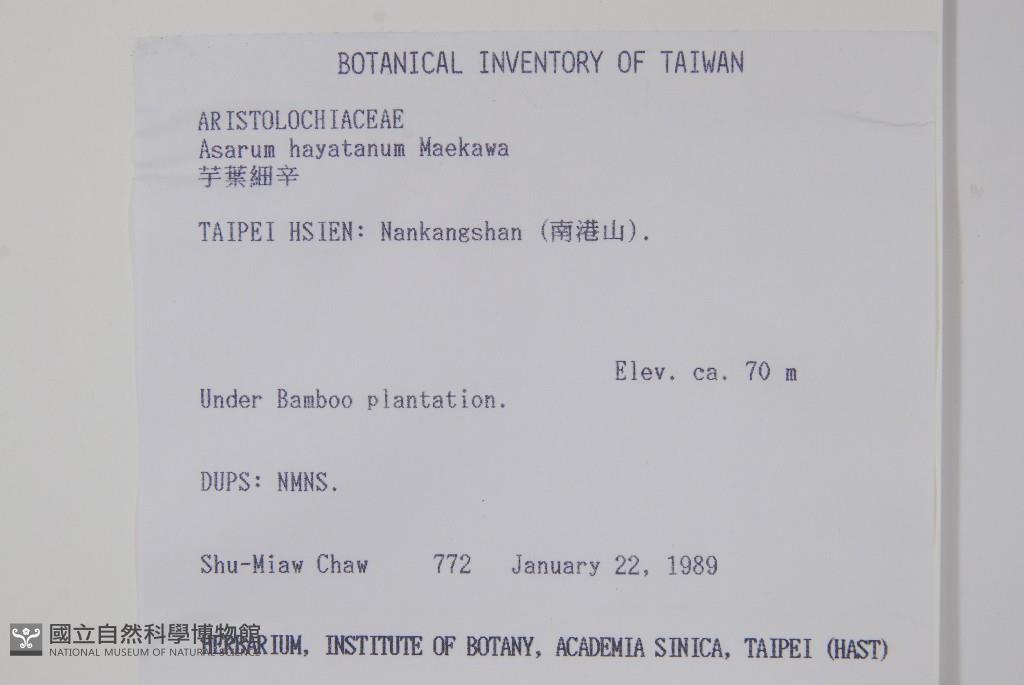 BOTANICAL INVENTORY OF TAIWAN
ARISTOLOCHIACEAE
Asarum hayatanum Maekawa
芋葉細辛
TAIPEI HSIEN: Nankangshan (南港山).
Elev. ca. 70 m
Under Bamboo plantation.
DUPS: NMNS.
Shu-Miaw Chaw 772 January 22, 1989
HERBARIUM, INSTITUTE OF BOTANY, ACADEMIA SINICA, TAIPEI (HAST)
國立自然科學博物館
NATIONAL MUSEUM OF NATURAL SCIENCE